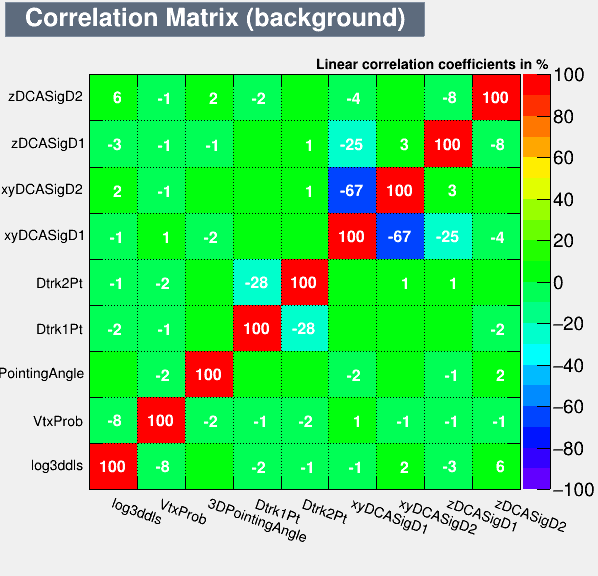 Correlation Matrix (background)
Linear correlation coefficients in %
zDCASigD2 6 -1 2 -2 -4 -8 100
zDCASigD1 -3 -1 -1 1 -25 3 100 -8
xyDCASigD2 2 -1 1 -67 100 3
xyDCASigD1 -1 1 -2 100 -67 -25 -4
Dtrk2Pt -1 -2 -28 100 1 1
Dtrk1Pt -2 -1 100 -28 -2
PointingAngle -2 100 -2 -1 2
VtxProb -8 100 -2 -1 -2 1 -1 -1 -1
log3ddls 100 -8 -2 -1 -1 2 -3 6
log3ddls VtxProb 3DPointingAngle Dtrk1Pt Dtrk2Pt xyDCASigD1 xyDCASigD2 zDCASigD1 zDCASigD2
100
80
60
40
20
0
−20
−40
−60
−80
−100